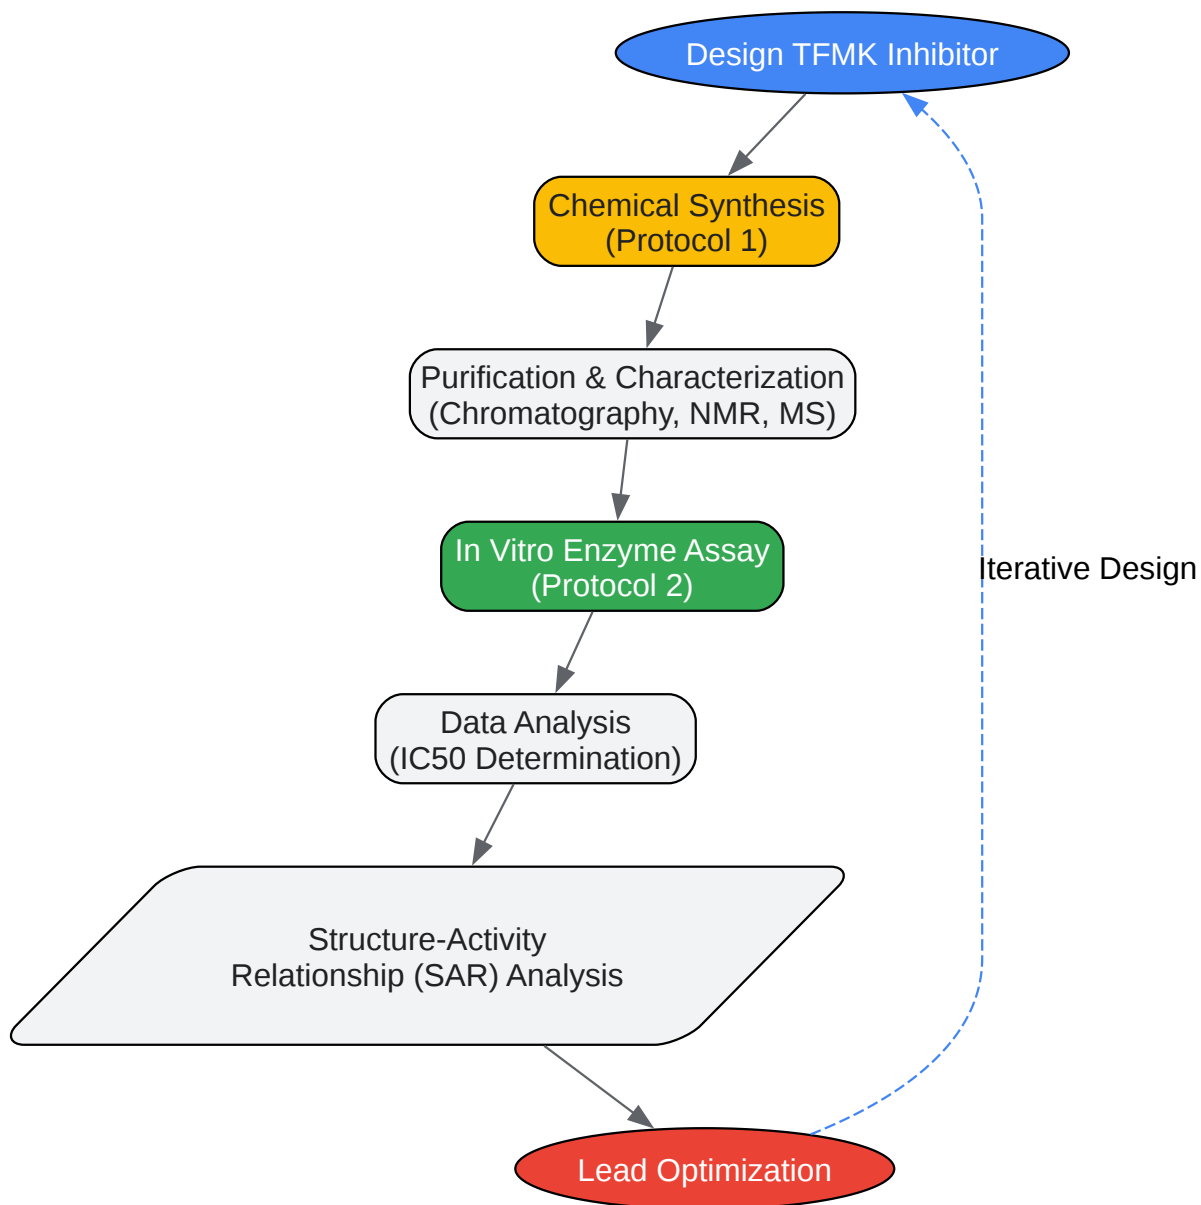 Design TFMK Inhibitor
Chemical Synthesis
(Protocol 1)
Purification & Characterization
(Chromatography, NMR, MS)
In Vitro Enzyme Assay
(Protocol 2)
Iterative Design
Data Analysis
(IC50 Determination)
Structure-Activity
Relationship (SAR) Analysis
Lead Optimization